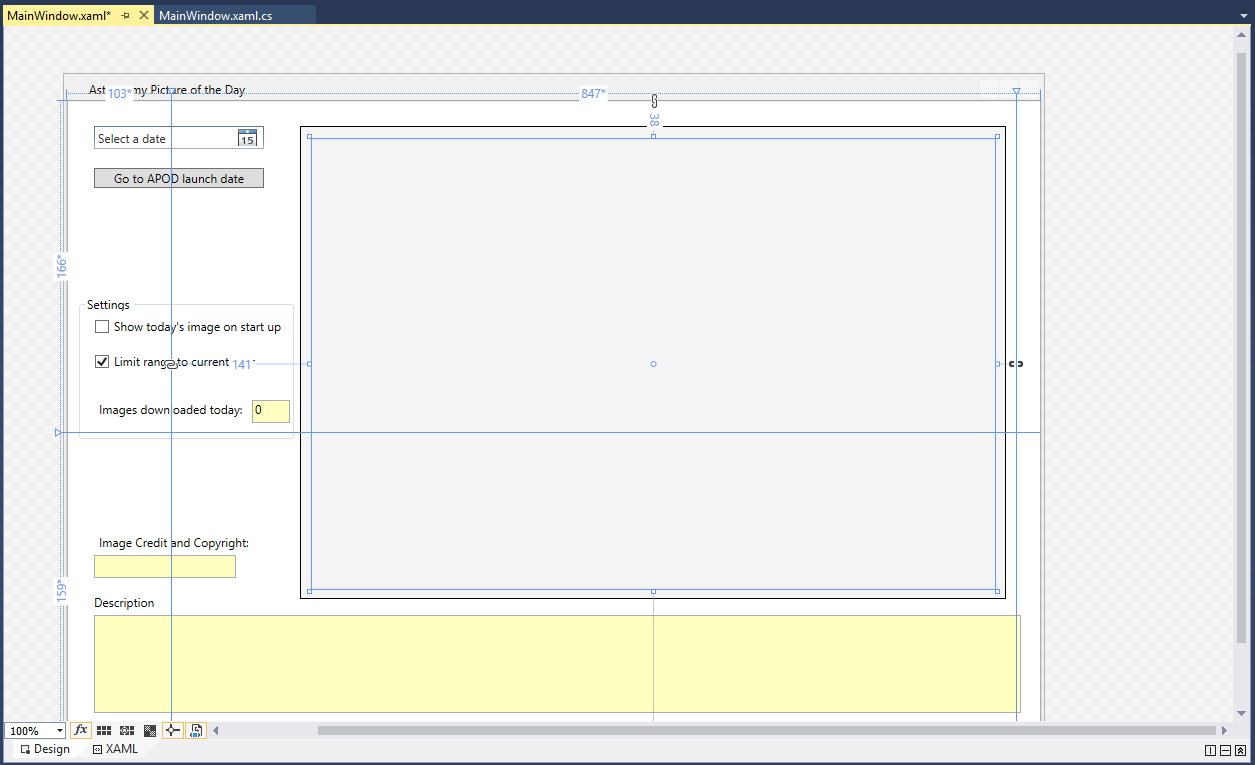 MainWindow.xaml* MainWindow.xaml.cs
Ast 103* my Picture of the Day 847*
38
Select a date 15
Go to APOD launch date
166*
Settings
Show today's image on start up
Limit range to current 141
Images downloaded today: 0
Image Credit and Copyright:
159*
Description
100% fx
Design XAML